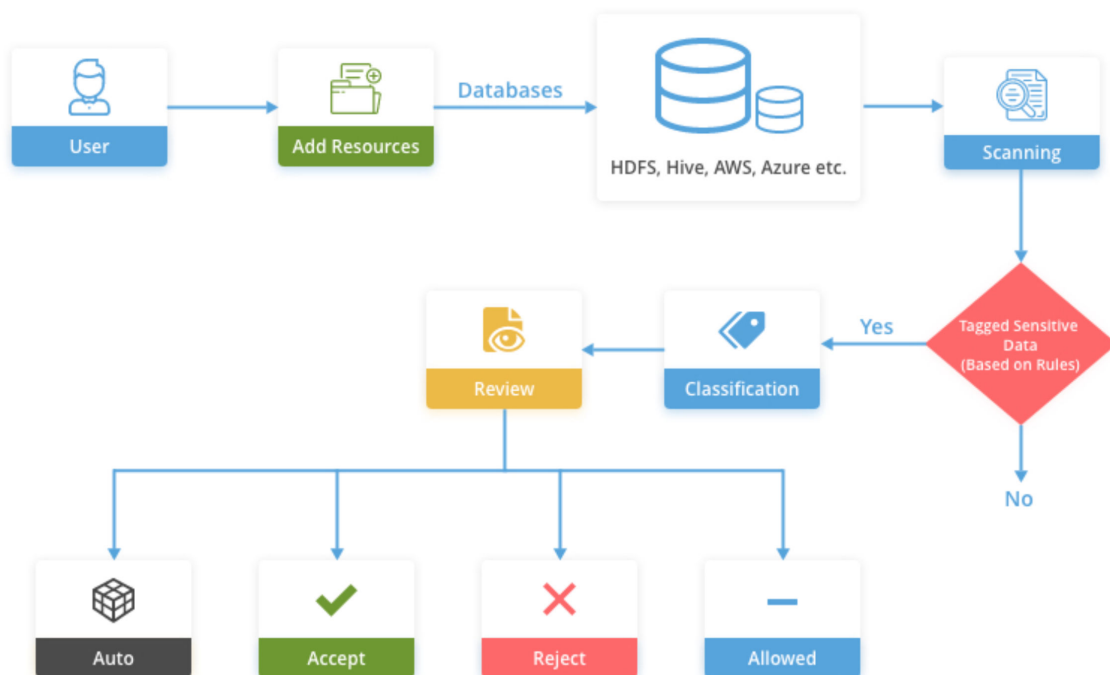 User
Add Resources
Databases
HDFS, Hive, AWS, Azure etc.
Scanning
Tagged Sensitive
Data
(Based on Rules)
Yes
Classification
Review
No
Auto
Accept
Reject
Allowed